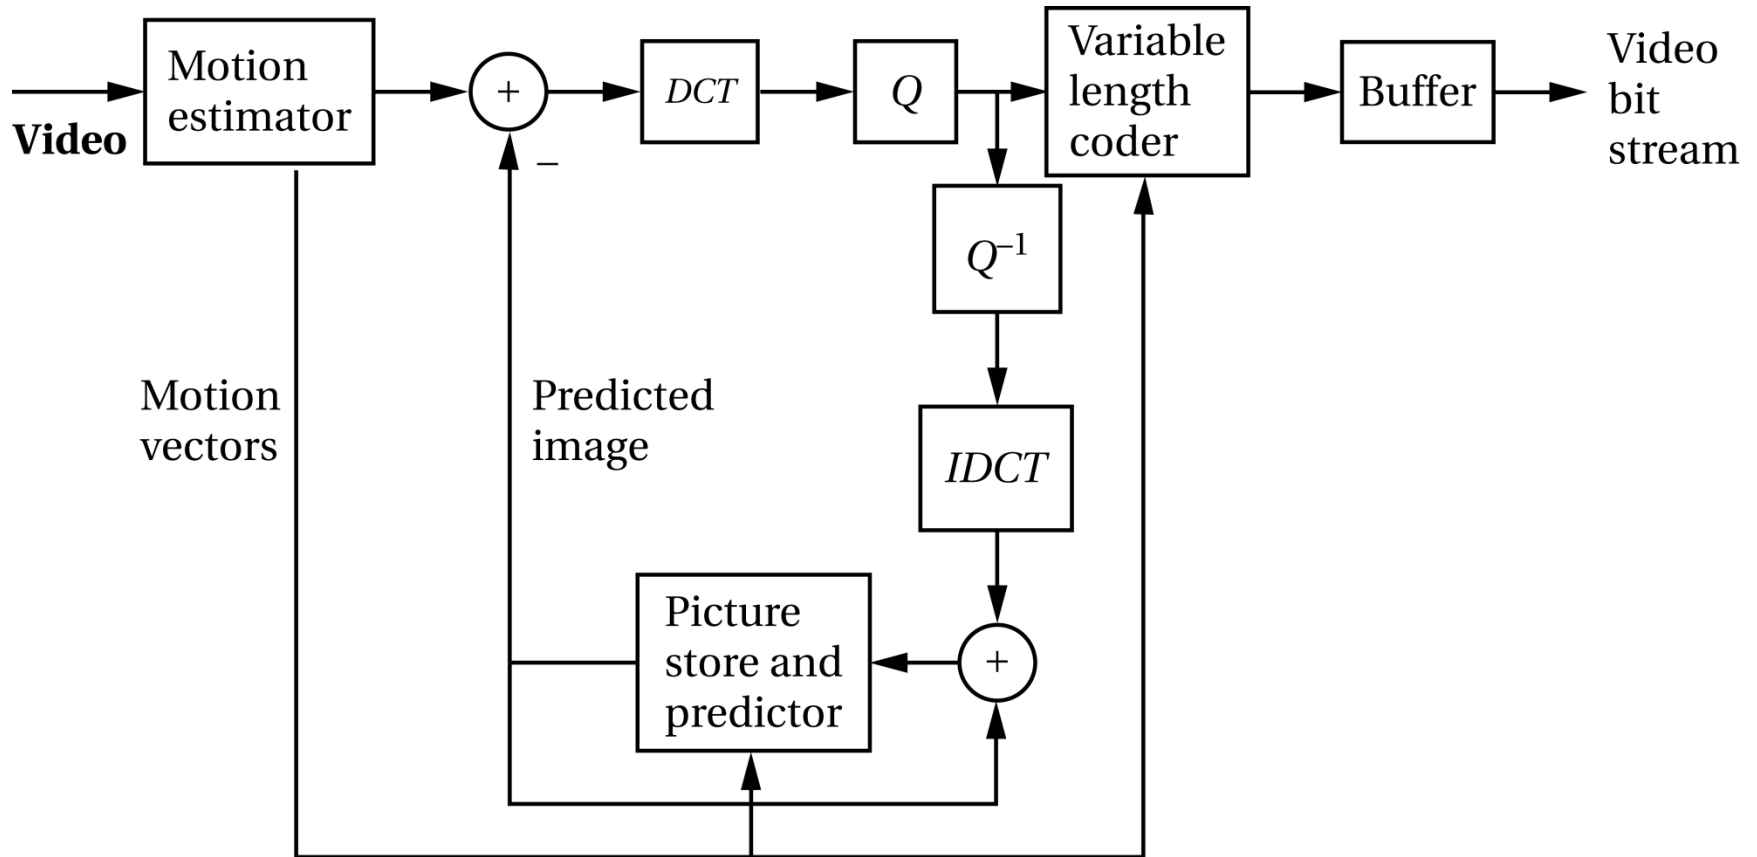 Video
Motion
estimator
+
−
DCT
Q
Variable
length
coder
Buffer
Video
bit
stream
Q⁻¹
Motion
vectors
Predicted
image
IDCT
Picture
store and
predictor
+